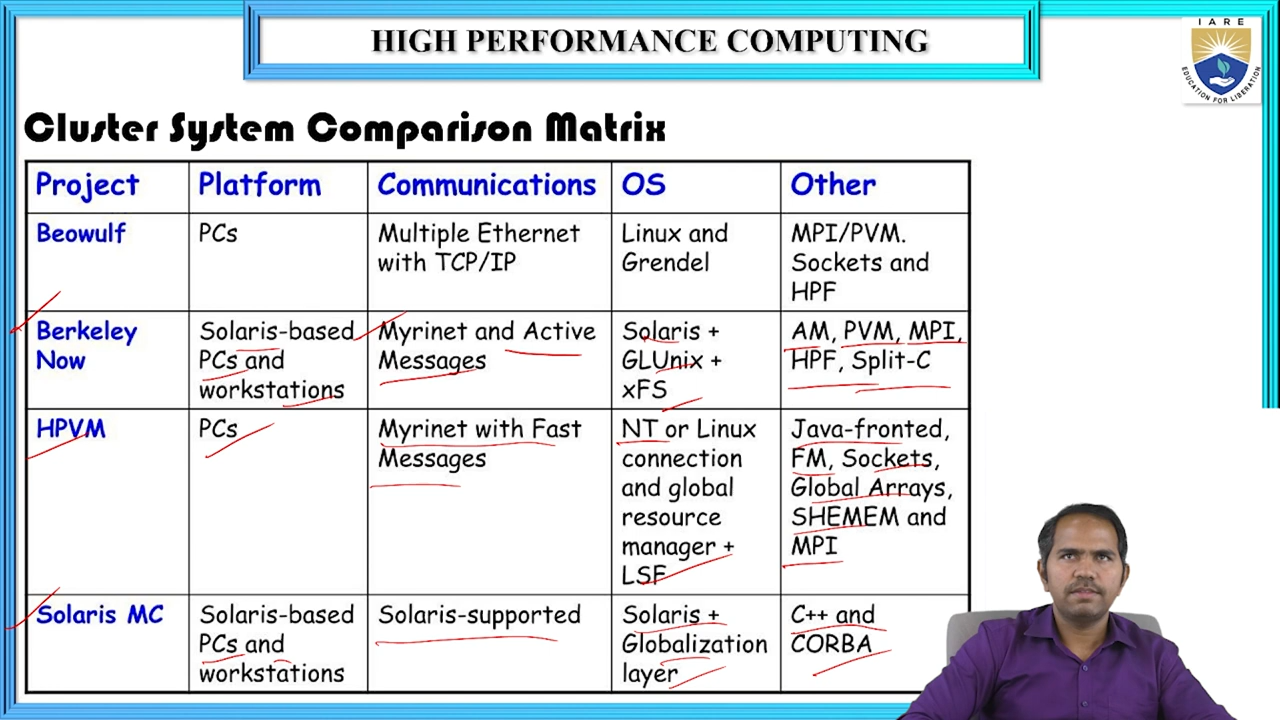 HIGH PERFORMANCE COMPUTING
IARE
EDUCATION FOR LIBERATION
Cluster System Comparison Matrix
Project Platform Communications OS Other
Beowulf
PCs
Multiple Ethernet
with TCP/IP
Linux and
Grendel
MPI/PVM.
Sockets and
HPF
Berkeley
Now
Solaris-based
PCs and
workstations
Myrinet and Active
Messages
Solaris +
GLUnix +
xFS
AM, PVM, MPI,
HPF, Split-C
HPVM
PCs
Myrinet with Fast
Messages
NT or Linux
connection
and global
resource
manager +
LSF
Java-fronted,
FM, Sockets,
Global Arrays,
SHEMEM and
MPI
Solaris MC
Solaris-based
PCs and
workstations
Solaris-supported
Solaris +
Globalization
layer
C++ and
CORBA